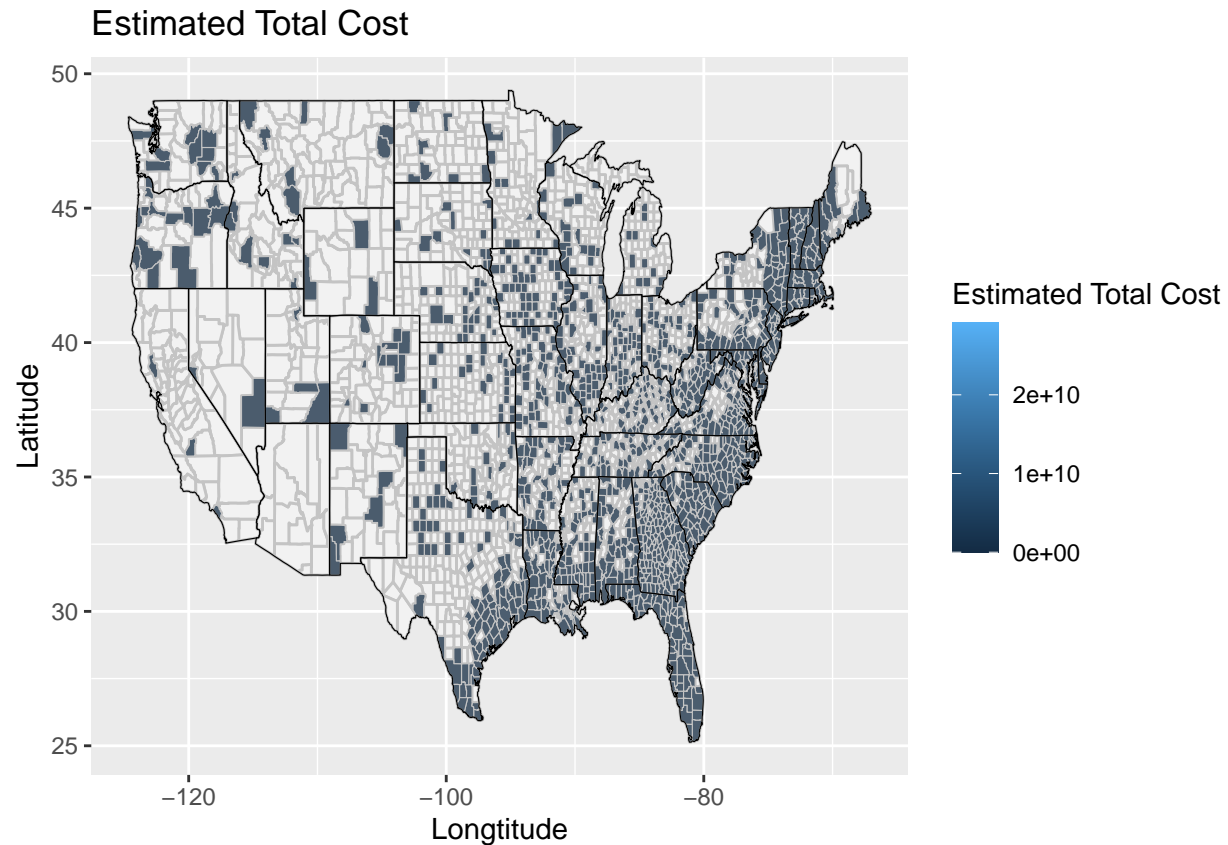 Estimated Total Cost
50
45
40
35
30
25
Latitude
−120
−100
−80
Longtitude
Estimated Total Cost
2e+10
1e+10
0e+00